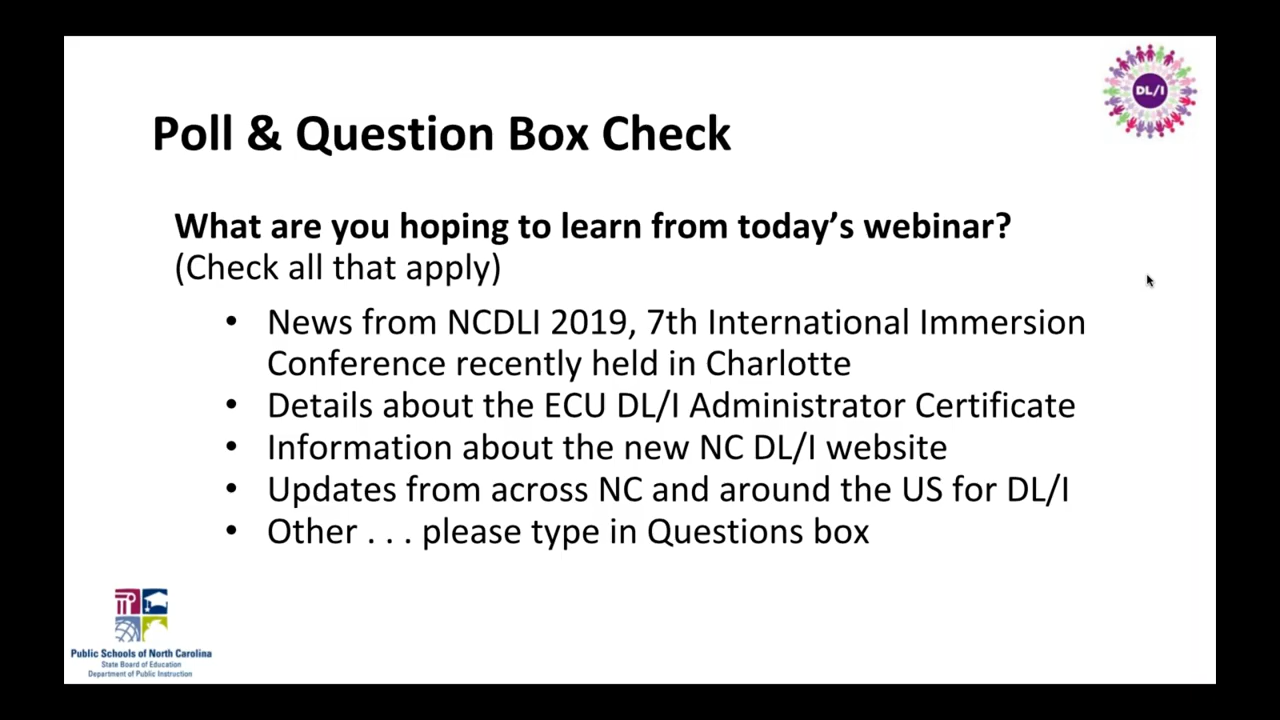 DL/I
Poll & Question Box Check
What are you hoping to learn from today’s webinar?
(Check all that apply)
• News from NCDLI 2019, 7th International Immersion
Conference recently held in Charlotte
• Details about the ECU DL/I Administrator Certificate
• Information about the new NC DL/I website
• Updates from across NC and around the US for DL/I
• Other . . . please type in Questions box
Public Schools of North Carolina
State Board of Education
Department of Public Instruction